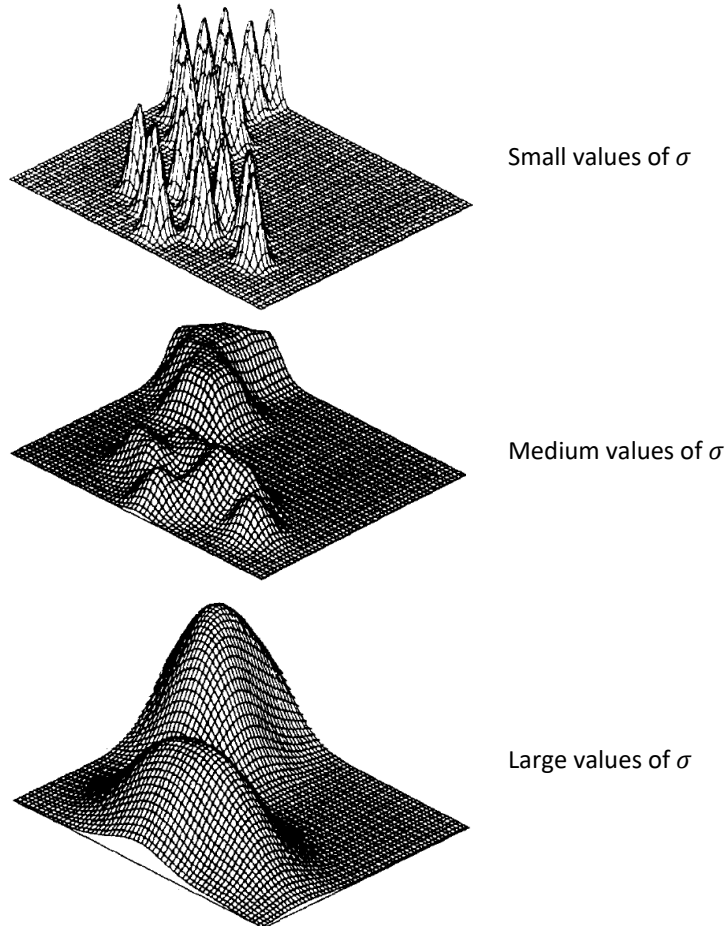 Small values of σ
Medium values of σ
Large values of σ